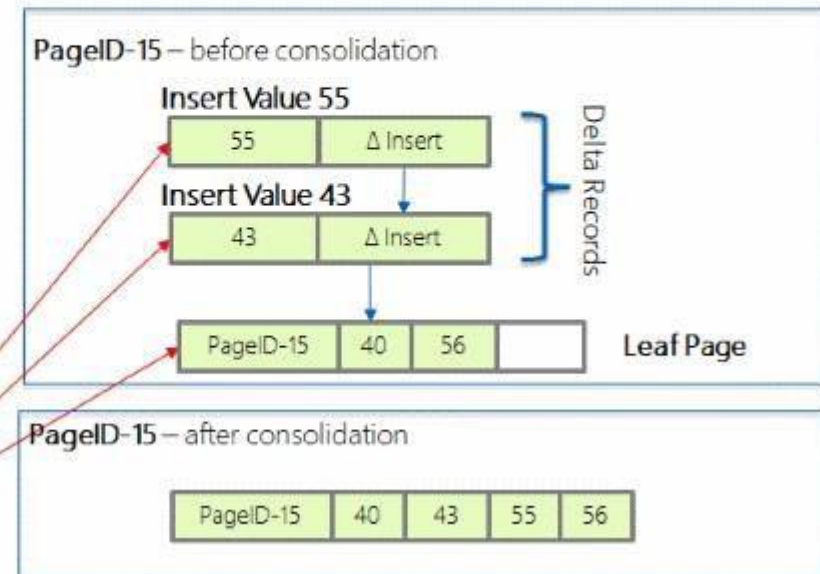 PageID-15 – before consolidation
Insert Value 55
55 Δ Insert
Insert Value 43
43 Δ Insert
Delta Records
PageID-15 40 56
Leaf Page
PageID-15 – after consolidation
PageID-15 40 43 55 56